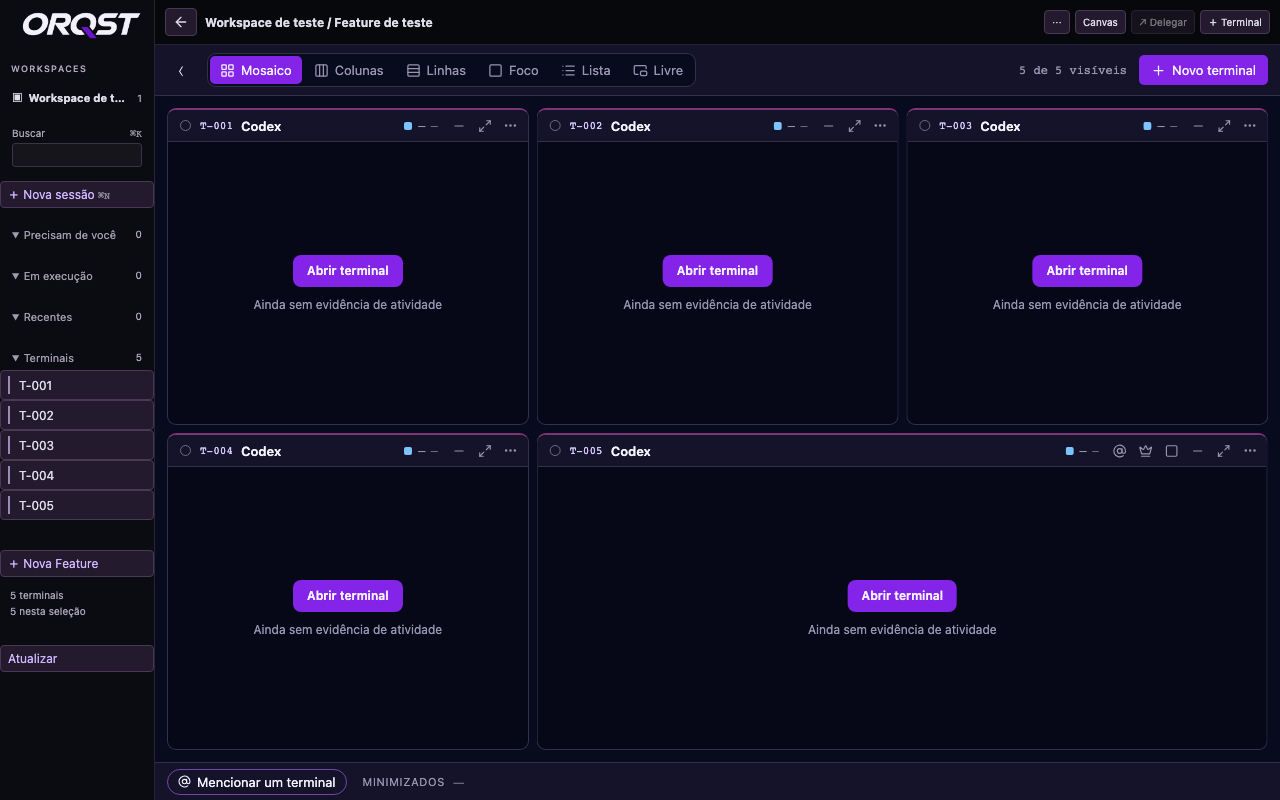 ORQST
WORKSPACES
Workspace de t... 1
Buscar ⌘K
+ Nova sessão ⌘N
Precisam de você 0
Em execução 0
Recentes 0
Terminais 5
T-001
T-002
T-003
T-004
T-005
+ Nova Feature
5 terminais
5 nesta seleção
Atualizar
Workspace de teste / Feature de teste
··· Canvas ↗ Delegar + Terminal
Mosaico Colunas Linhas Foco Lista Livre
5 de 5 visíveis + Novo terminal
T-001 Codex — —
Abrir terminal
Ainda sem evidência de atividade
T-002 Codex — —
Abrir terminal
Ainda sem evidência de atividade
T-003 Codex — —
Abrir terminal
Ainda sem evidência de atividade
T-004 Codex — —
Abrir terminal
Ainda sem evidência de atividade
T-005 Codex — —
Abrir terminal
Ainda sem evidência de atividade
@ Mencionar um terminal MINIMIZADOS —